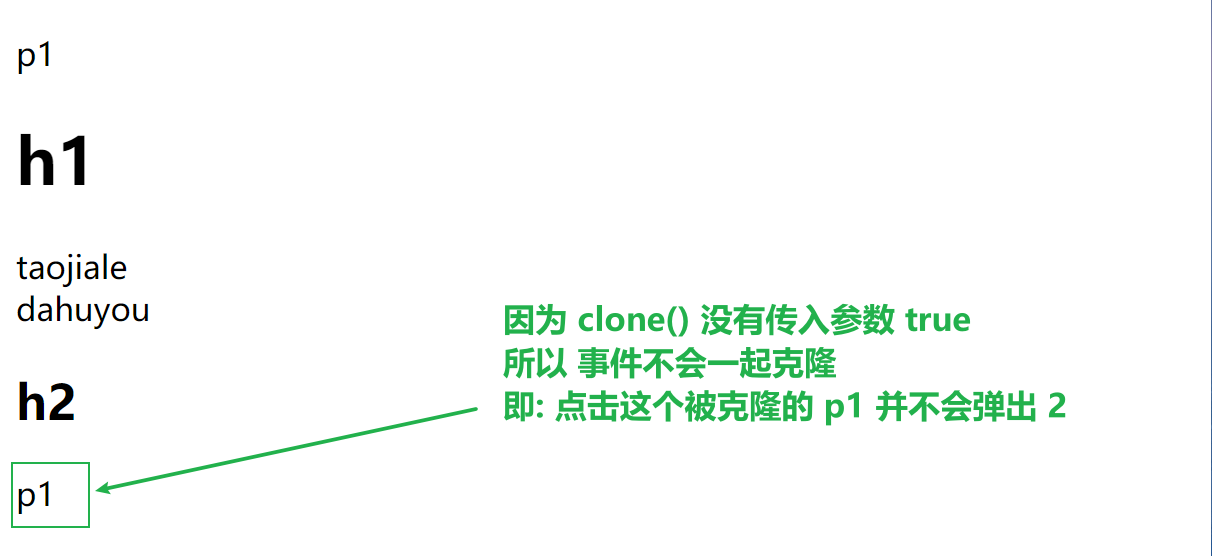 p1
h1
taojiale
dahuyou
因为 clone() 没有传入参数 true
所以 事件不会一起克隆
即: 点击这个被克隆的 p1 并不会弹出 2
h2
p1